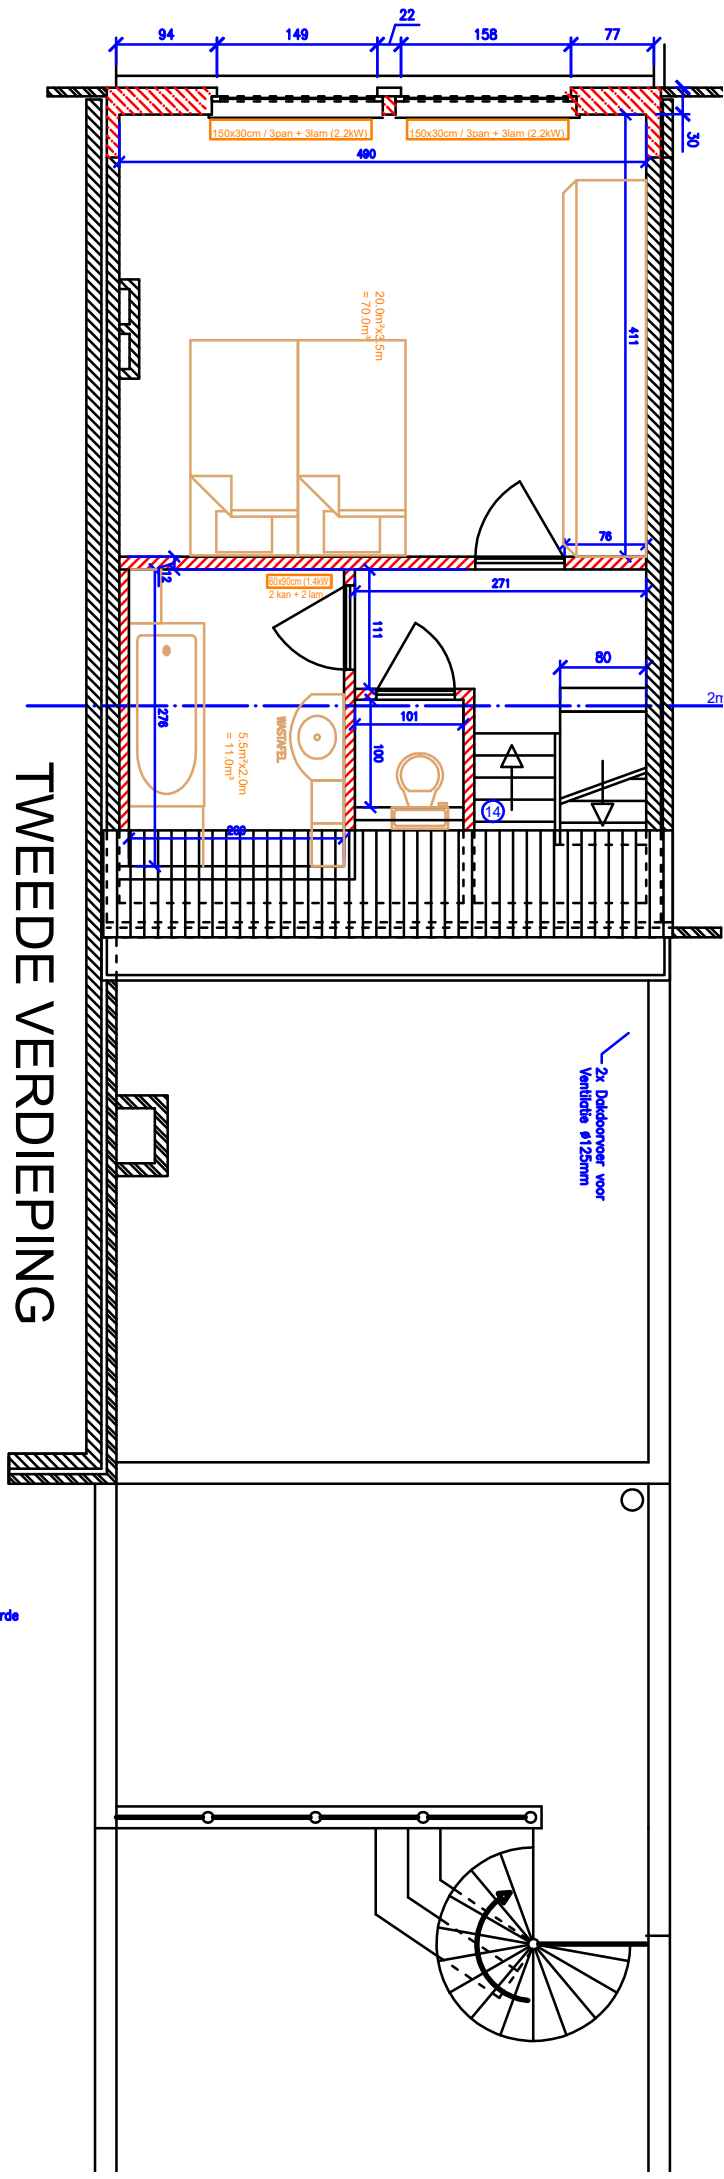 22
94
149
158
77
30
150x30cm / 3pan + 3lam (2.2kW)
150x30cm / 3pan + 3lam (2.2kW)
490
411
20.0m²x3.5m
= 70.0m³
76
12
60x90cm (1.4kW
2 kan + 2 lam
271
111
80
276
101
100
2m
WASTAFEL
5.5m²x2.0m
= 11.0m³
14
200
TWEEDE VERDIEPING
2x Dakdoorvoer voor
Ventilatie ø125mm
rde